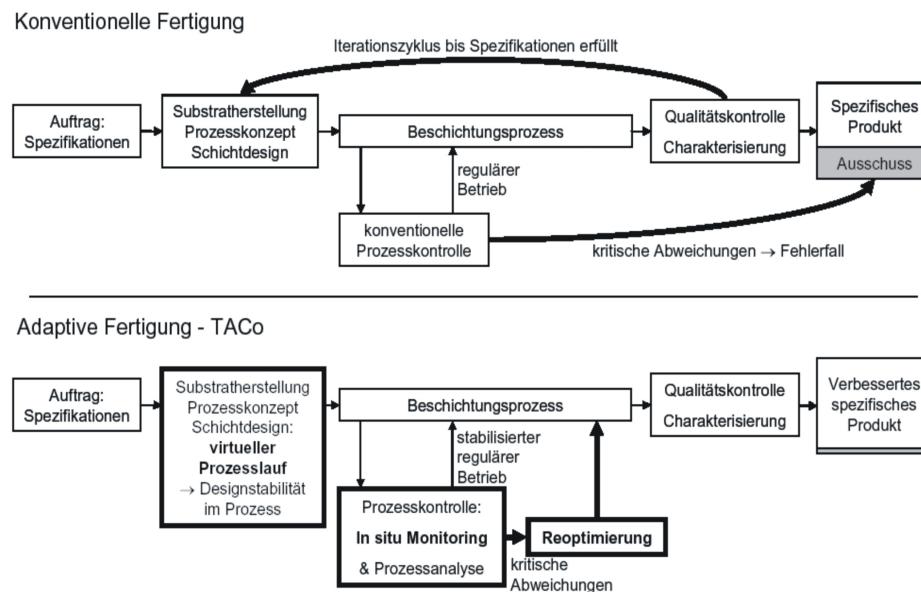 Konventionelle Fertigung
Iterationszyklus bis Spezifikationen erfüllt
Auftrag:
Spezifikationen
Substratherstellung
Prozesskonzept
Schichtdesign
Beschichtungsprozess
Qualitätskontrolle
Charakterisierung
Spezifisches
Produkt
Ausschuss
regulärer
Betrieb
konventionelle
Prozesskontrolle
kritische Abweichungen → Fehlerfall
Adaptive Fertigung - TACo
Auftrag:
Spezifikationen
Substratherstellung
Prozesskonzept
Schichtdesign:
virtueller
Prozesslauf
→ Designstabilität
im Prozess
Beschichtungsprozess
Qualitätskontrolle
Charakterisierung
Verbessertes
spezifisches
Produkt
stabilisierter
regulärer
Betrieb
Prozesskontrolle:
In situ Monitoring
& Prozessanalyse
Reoptimierung
kritische
Abweichungen